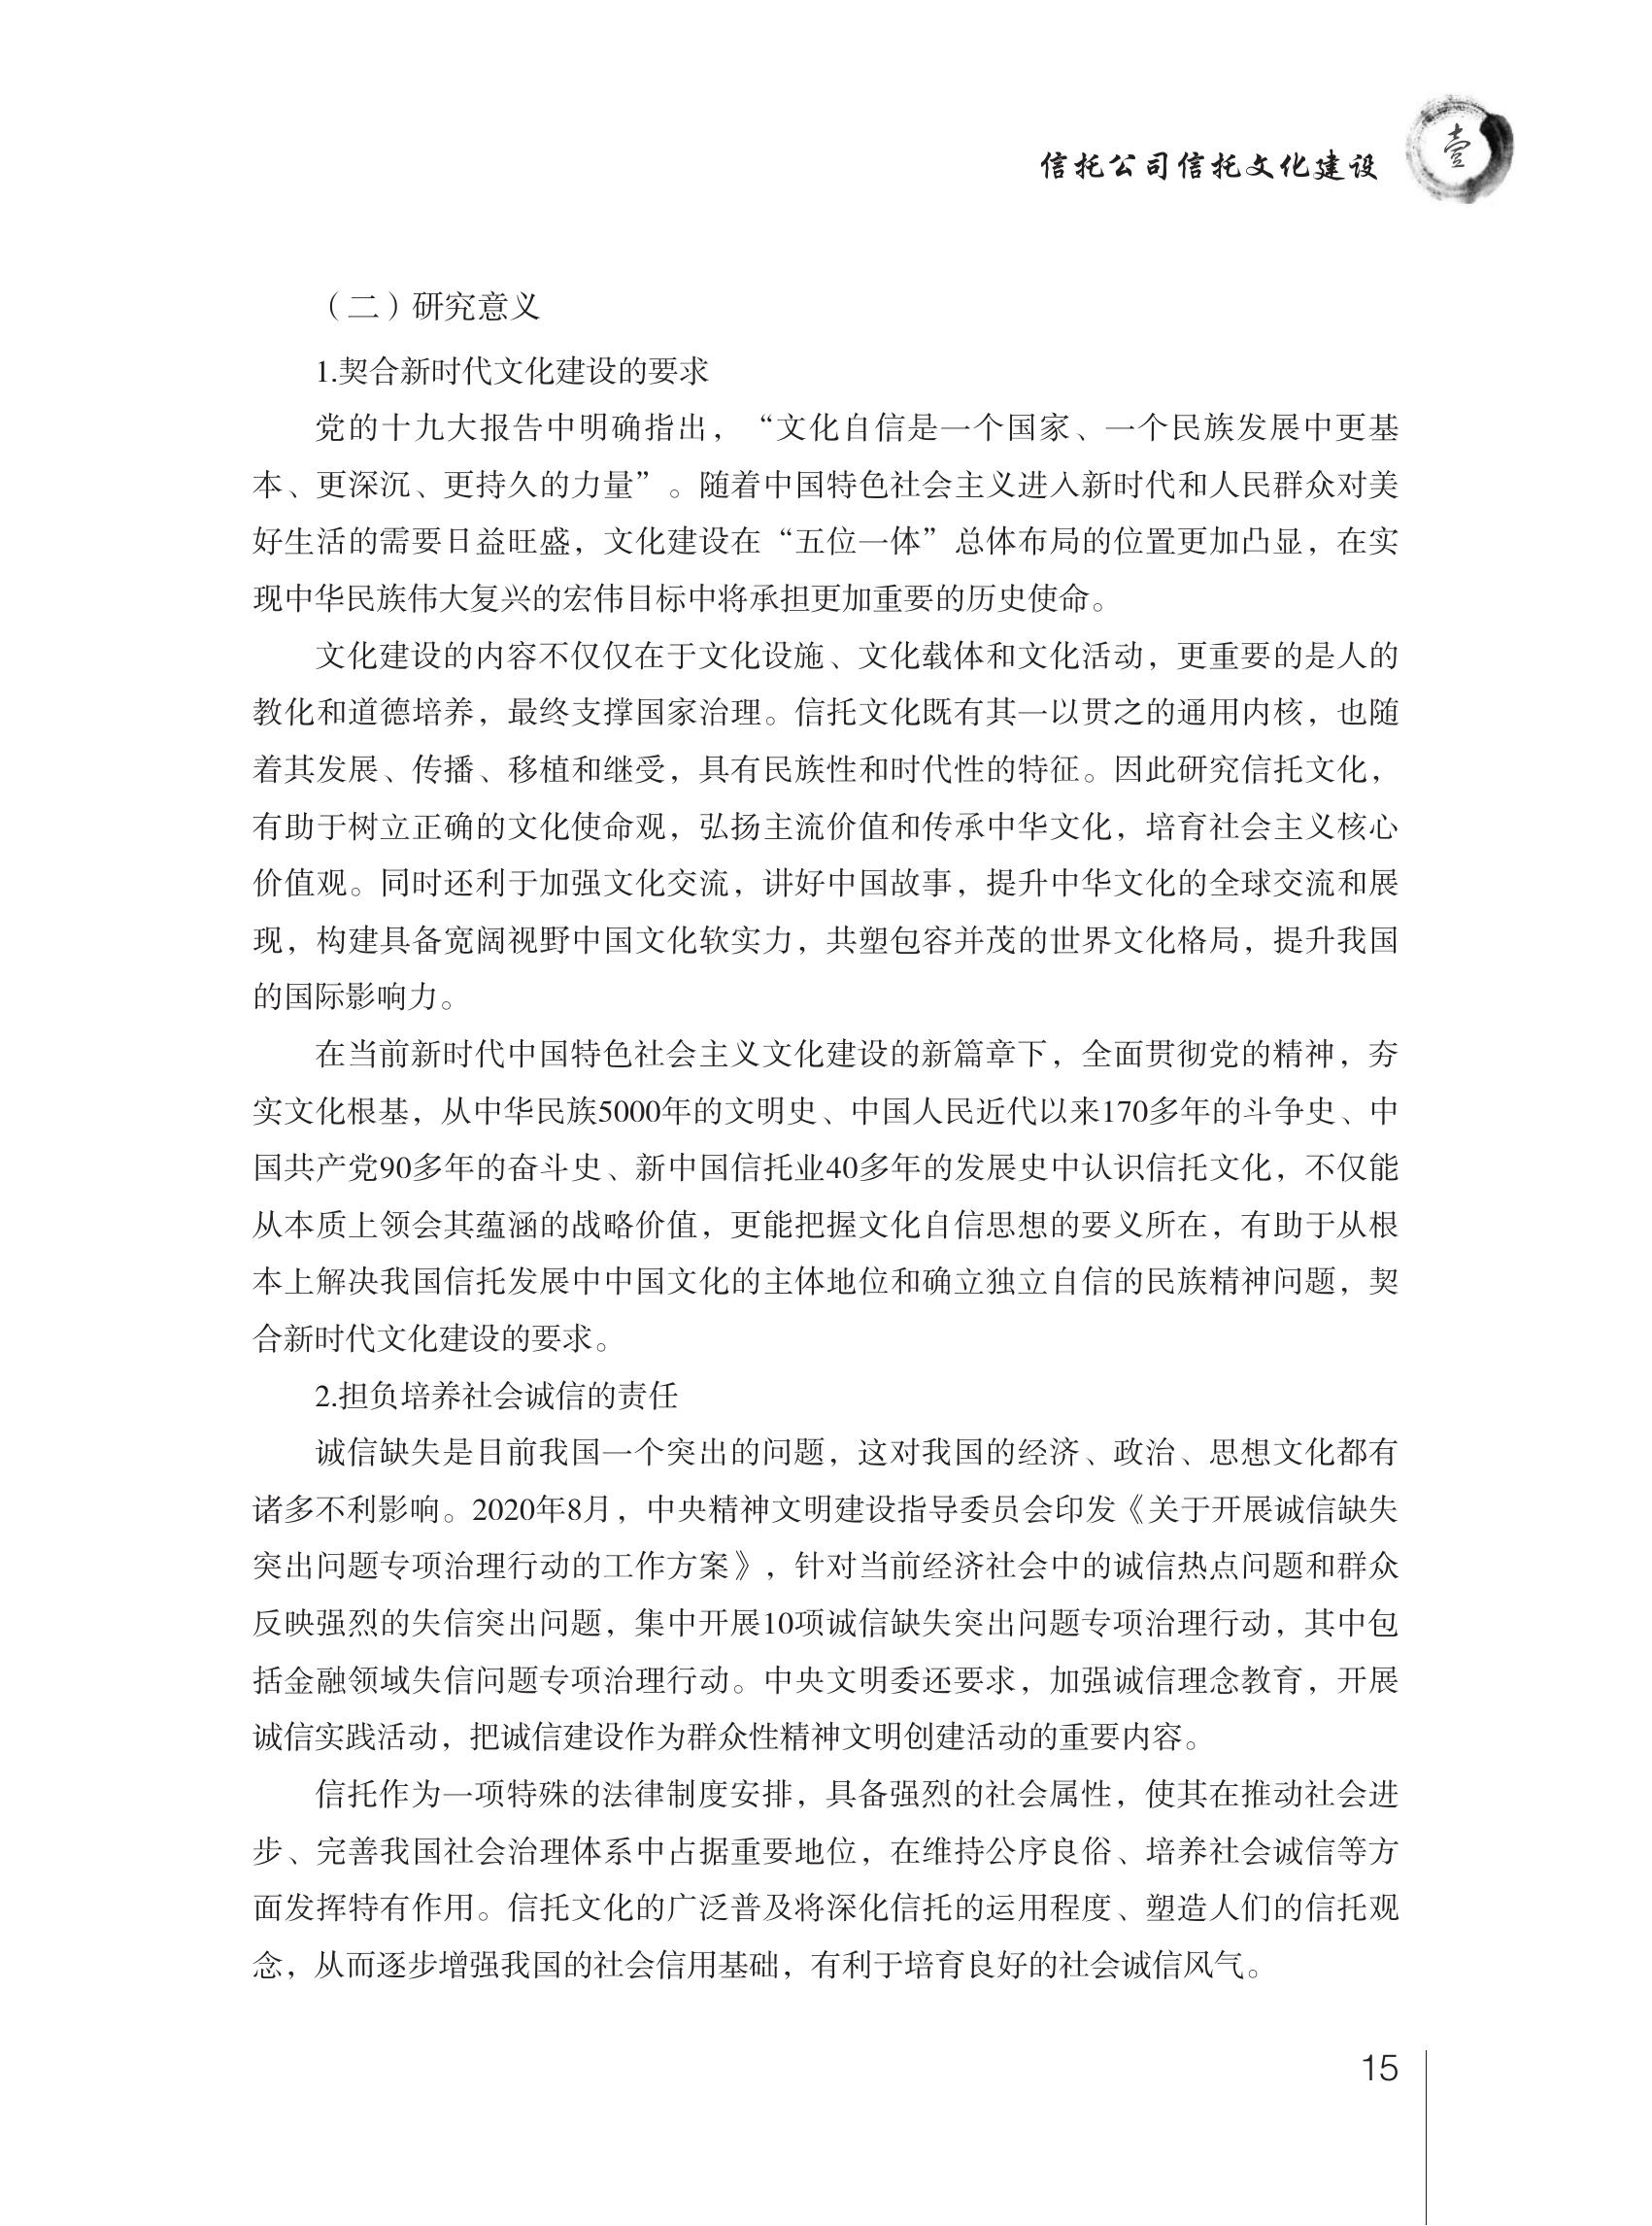 信托公司信托文化建设
壹
（二）研究意义
1.契合新时代文化建设的要求
党的十九大报告中明确指出，“文化自信是一个国家、一个民族发展中更基
本、更深沉、更持久的力量”。随着中国特色社会主义进入新时代和人民群众对美
好生活的需要日益旺盛，文化建设在“五位一体”总体布局的位置更加凸显，在实
现中华民族伟大复兴的宏伟目标中将承担更加重要的历史使命。
文化建设的内容不仅仅在于文化设施、文化载体和文化活动，更重要的是人的
教化和道德培养，最终支撑国家治理。信托文化既有其一以贯之的通用内核，也随
着其发展、传播、移植和继受，具有民族性和时代性的特征。因此研究信托文化，
有助于树立正确的文化使命观，弘扬主流价值和传承中华文化，培育社会主义核心
价值观。同时还利于加强文化交流，讲好中国故事，提升中华文化的全球交流和展
现，构建具备宽阔视野中国文化软实力，共塑包容并茂的世界文化格局，提升我国
的国际影响力。
在当前新时代中国特色社会主义文化建设的新篇章下，全面贯彻党的精神，夯
实文化根基，从中华民族5000年的文明史、中国人民近代以来170多年的斗争史、中
国共产党90多年的奋斗史、新中国信托业40多年的发展史中认识信托文化，不仅能
从本质上领会其蕴涵的战略价值，更能把握文化自信思想的要义所在，有助于从根
本上解决我国信托发展中中国文化的主体地位和确立独立自信的民族精神问题，契
合新时代文化建设的要求。
2.担负培养社会诚信的责任
诚信缺失是目前我国一个突出的问题，这对我国的经济、政治、思想文化都有
诸多不利影响。2020年8月，中央精神文明建设指导委员会印发《关于开展诚信缺失
突出问题专项治理行动的工作方案》，针对当前经济社会中的诚信热点问题和群众
反映强烈的失信突出问题，集中开展10项诚信缺失突出问题专项治理行动，其中包
括金融领域失信问题专项治理行动。中央文明委还要求，加强诚信理念教育，开展
诚信实践活动，把诚信建设作为群众性精神文明创建活动的重要内容。
信托作为一项特殊的法律制度安排，具备强烈的社会属性，使其在推动社会进
步、完善我国社会治理体系中占据重要地位，在维持公序良俗、培养社会诚信等方
面发挥特有作用。信托文化的广泛普及将深化信托的运用程度、塑造人们的信托观
念，从而逐步增强我国的社会信用基础，有利于培育良好的社会诚信风气。
15